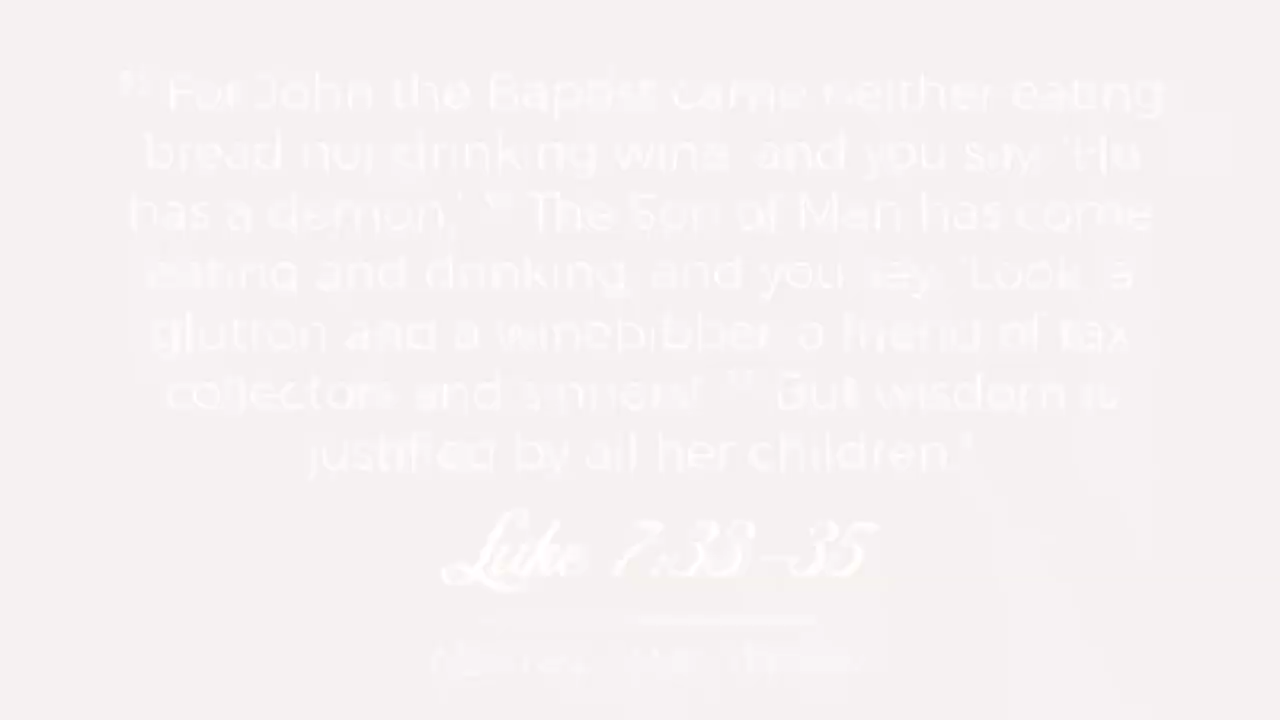 33 For John the Baptist came neither eating
bread nor drinking wine, and you say, 'He
has a demon.' 34 The Son of Man has come
eating and drinking, and you say, 'Look, a
glutton and a winebibber, a friend of tax
collectors and sinners!' 35 But wisdom is
justified by all her children."
Luke 7:33–35